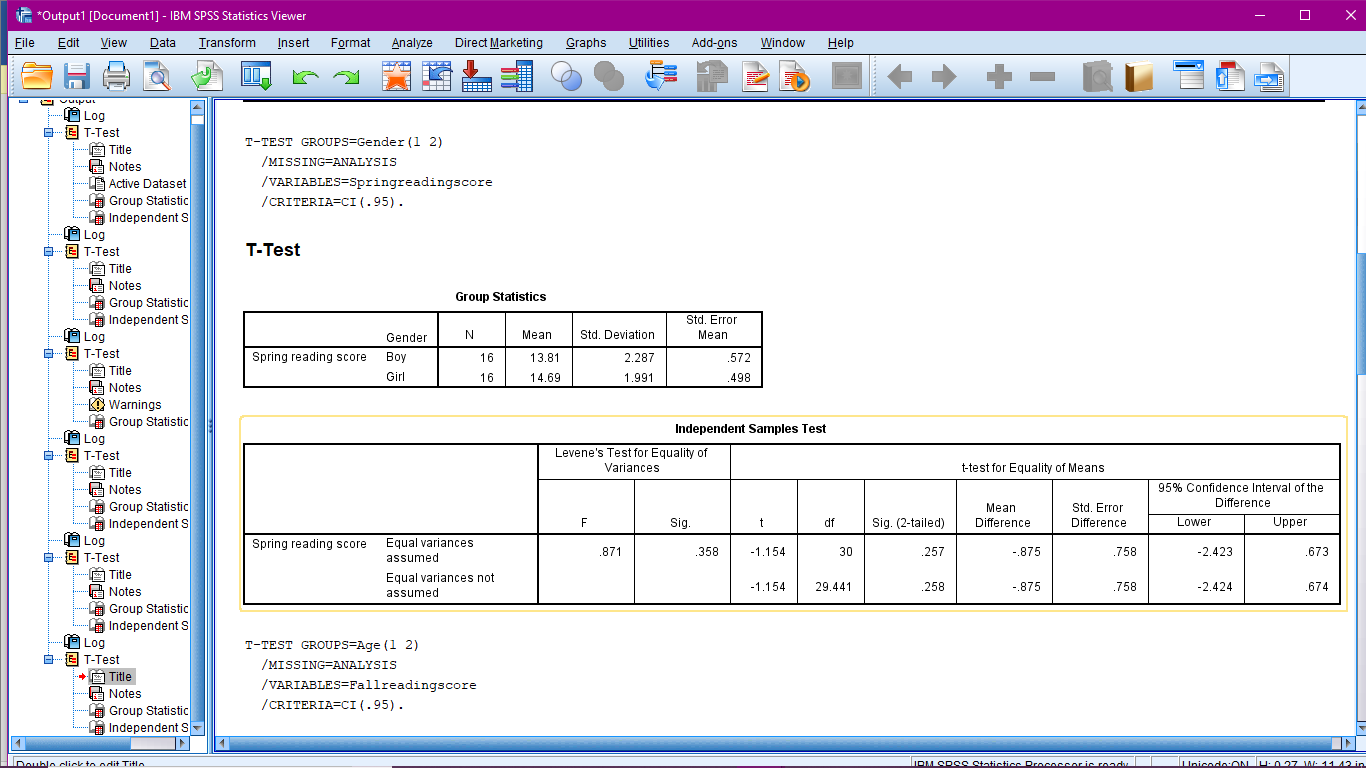 *Output1 [Document1] - IBM SPSS Statistics Viewer
File Edit View Data Transform Insert Format Analyze Direct Marketing Graphs Utilities Add-ons Window Help
Output
Log
T-Test
Title
Notes
Active Dataset
Group Statistic
Independent S
Log
T-Test
Title
Notes
Group Statistic
Independent S
Log
T-Test
Title
Notes
Warnings
Group Statistic
Log
T-Test
Title
Notes
Group Statistic
Independent S
Log
T-Test
Title
Notes
Group Statistic
Independent S
Log
T-Test
Title
Notes
Group Statistic
Independent S
T-TEST GROUPS=Gender(1 2)
/MISSING=ANALYSIS
/VARIABLES=Springreadingscore
/CRITERIA=CI(.95).
T-Test
Group Statistics
Gender N Mean Std. Deviation Std. Error Mean
Spring reading score Boy 16 13.81 2.287 .572
Girl 16 14.69 1.991 .498
Independent Samples Test
Levene's Test for Equality of Variances t-test for Equality of Means
95% Confidence Interval of the Difference
F Sig. t df Sig. (2-tailed) Mean Difference Std. Error Difference Lower Upper
Spring reading score Equal variances assumed .871 .358 -1.154 30 .257 -.875 .758 -2.423 .673
Equal variances not assumed -1.154 29.441 .258 -.875 .758 -2.424 .674
T-TEST GROUPS=Age(1 2)
/MISSING=ANALYSIS
/VARIABLES=Fallreadingscore
/CRITERIA=CI(.95).
Double click to edit Title IBM SPSS Statistics Processor is ready Unicode:ON H: 0.27, W: 11.43 in